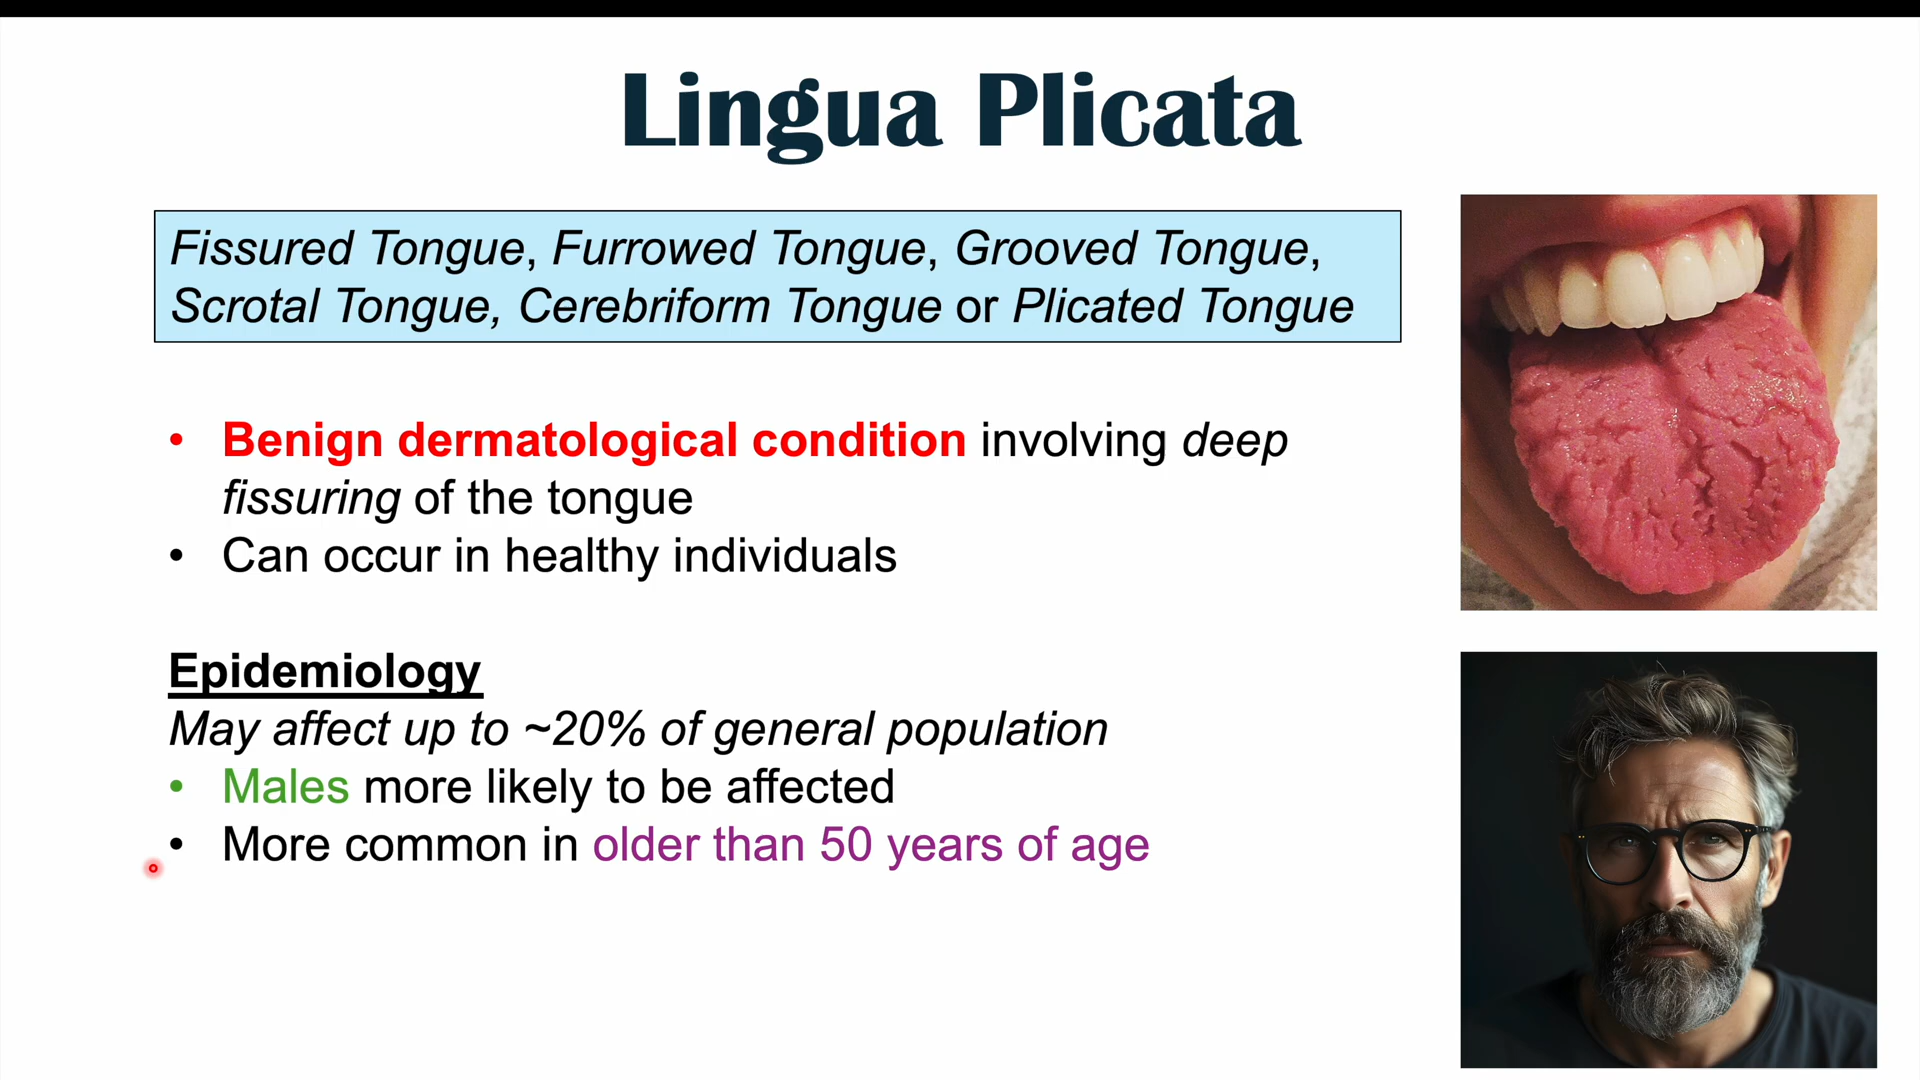 Lingua Plicata
Fissured Tongue, Furrowed Tongue, Grooved Tongue,
Scrotal Tongue, Cerebriform Tongue or Plicated Tongue
• Benign dermatological condition involving deep
fissuring of the tongue
• Can occur in healthy individuals
Epidemiology
May affect up to ~20% of general population
• Males more likely to be affected
• More common in older than 50 years of age